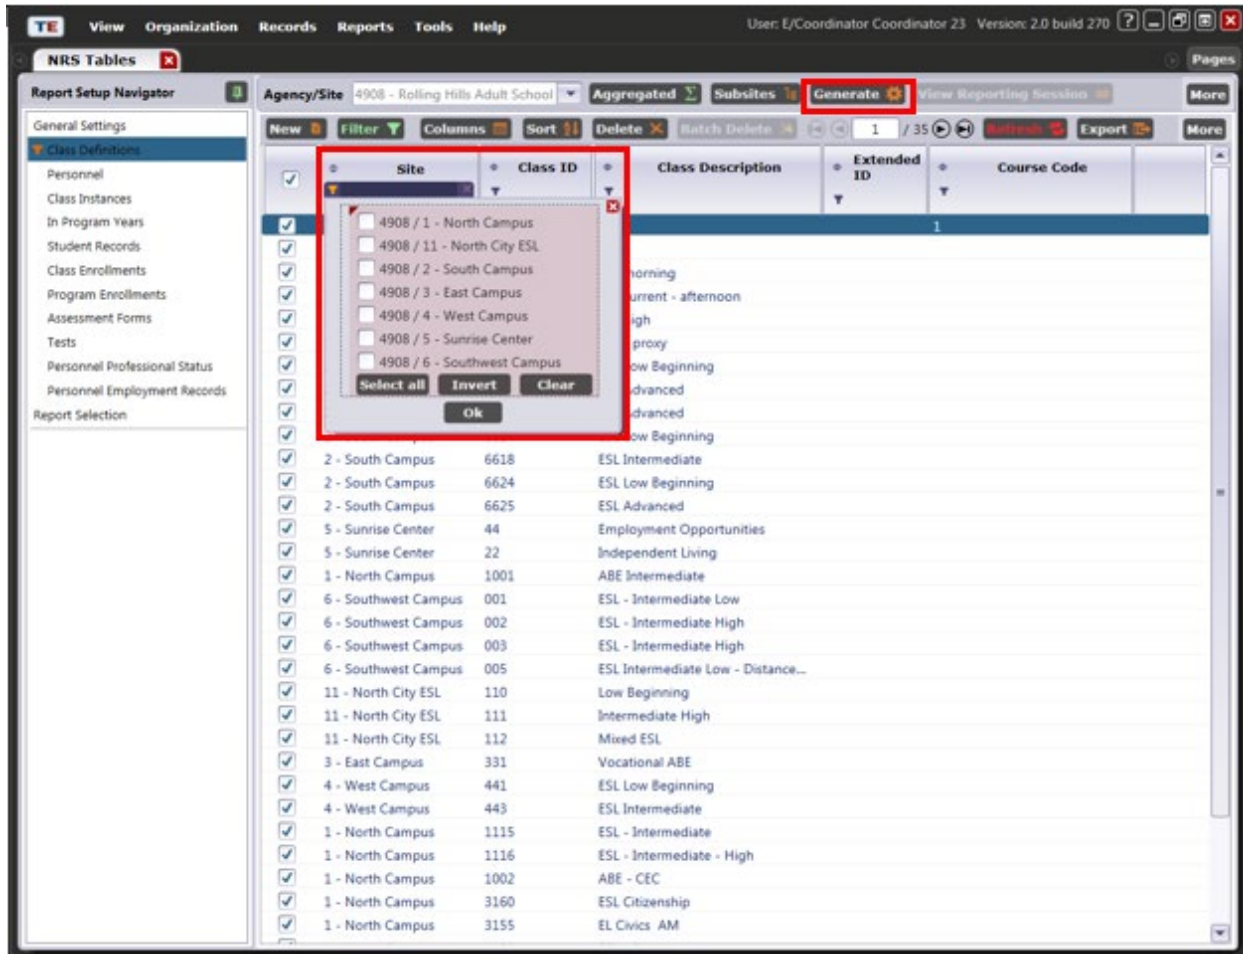 TE View Organization Records Reports Tools Help User: E/Coordinator Coordinator 23 Version: 2.0 build 270 ?
NRS Tables Pages
Report Setup Navigator Agency/Site 4908 - Rolling Hills Adult School Aggregated Subsites Generate View Reporting Session More
General Settings New Filter Columns Sort Delete Batch Delete 1 / 35 Refresh Export More
Class Definitions
Personnel
Class Instances
In Program Years
Student Records
Class Enrollments
Program Enrollments
Assessment Forms
Tests
Personnel Professional Status
Personnel Employment Records
Report Selection
Site Class ID Class Description Extended ID Course Code
1
4908 / 1 - North Campus
4908 / 11 - North City ESL
4908 / 2 - South Campus
4908 / 3 - East Campus
4908 / 4 - West Campus
4908 / 5 - Sunrise Center
4908 / 6 - Southwest Campus
Select all Invert Clear
Ok
urrent - afternoon
igh
proxy
ow Beginning
dvanced
dvanced
ow Beginning
2 - South Campus 6618 ESL Intermediate
2 - South Campus 6624 ESL Low Beginning
2 - South Campus 6625 ESL Advanced
5 - Sunrise Center 44 Employment Opportunities
5 - Sunrise Center 22 Independent Living
1 - North Campus 1001 ABE Intermediate
6 - Southwest Campus 001 ESL - Intermediate Low
6 - Southwest Campus 002 ESL - Intermediate High
6 - Southwest Campus 003 ESL - Intermediate High
6 - Southwest Campus 005 ESL Intermediate Low - Distance...
11 - North City ESL 110 Low Beginning
11 - North City ESL 111 Intermediate High
11 - North City ESL 112 Mixed ESL
3 - East Campus 331 Vocational ABE
4 - West Campus 441 ESL Low Beginning
4 - West Campus 443 ESL Intermediate
1 - North Campus 1115 ESL - Intermediate
1 - North Campus 1116 ESL - Intermediate - High
1 - North Campus 1002 ABE - CEC
1 - North Campus 3160 ESL Citizenship
1 - North Campus 3155 EL Civics AM